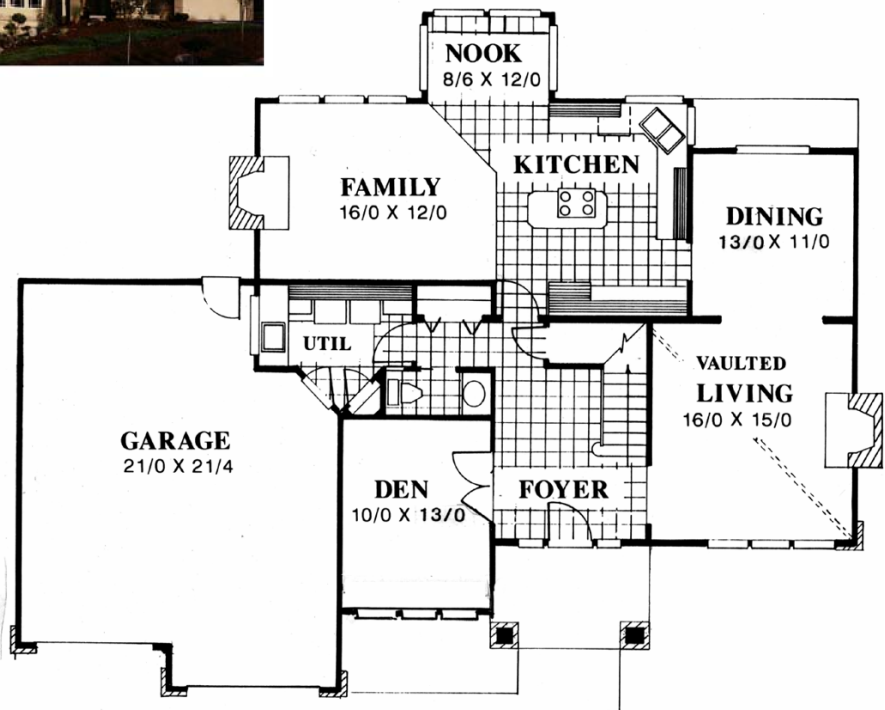 NOOK
8/6 X 12/0
KITCHEN
FAMILY
16/0 X 12/0
DINING
13/0 X 11/0
UTIL
VAULTED
LIVING
16/0 X 15/0
GARAGE
21/0 X 21/4
DEN
10/0 X 13/0
FOYER